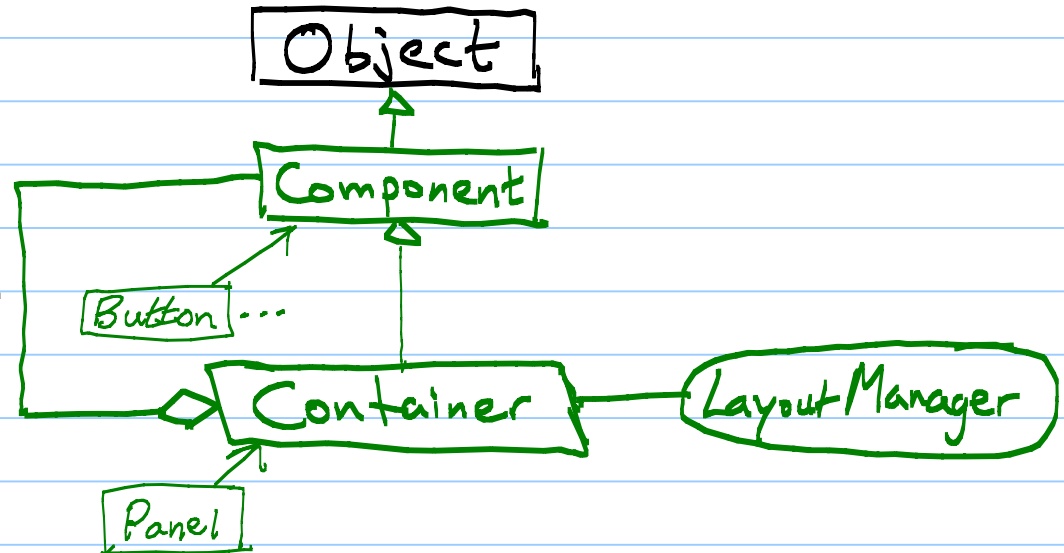 Object
Component
Button ...
Container
LayoutManager
Panel